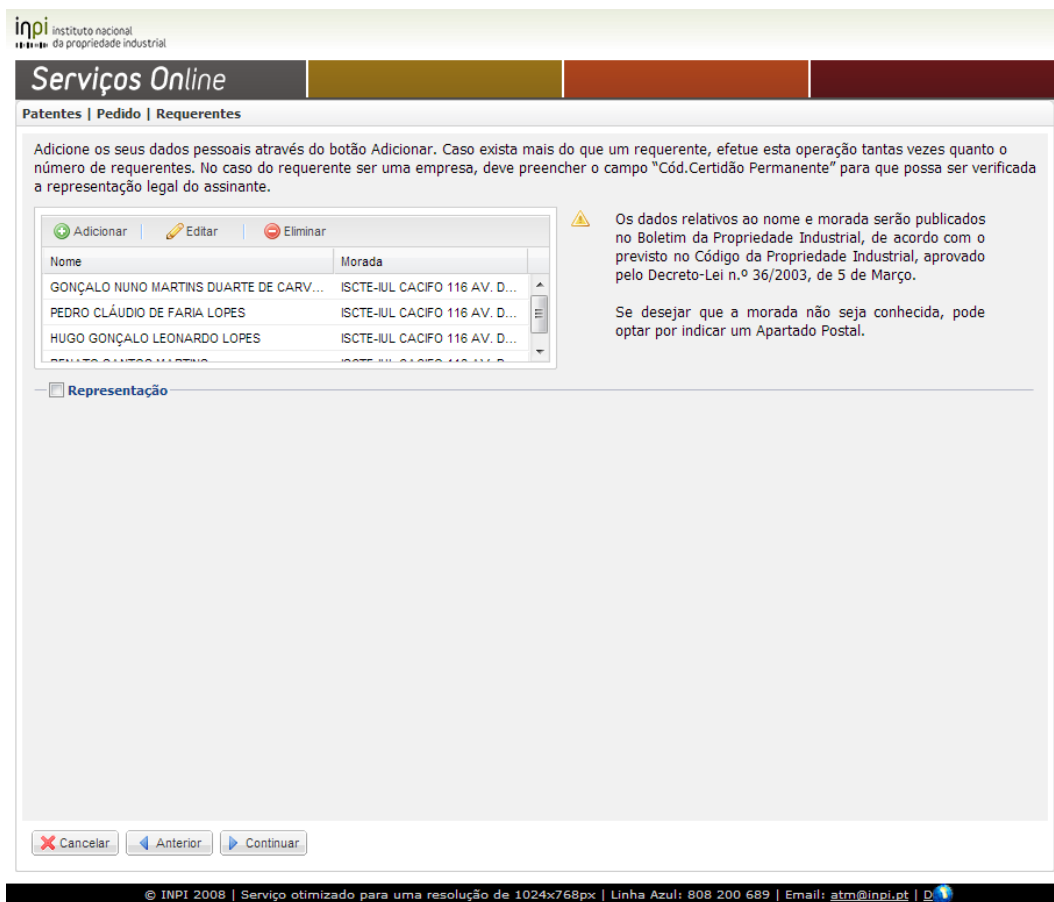 inpi instituto nacional
da propriedade industrial
Serviços Online
Patentes | Pedido | Requerentes
Adicione os seus dados pessoais através do botão Adicionar. Caso exista mais do que um requerente, efetue esta operação tantas vezes quanto o
número de requerentes. No caso do requerente ser uma empresa, deve preencher o campo “Cód.Certidão Permanente” para que possa ser verificada
a representação legal do assinante.
Adicionar | Editar | Eliminar
Nome Morada
GONÇALO NUNO MARTINS DUARTE DE CARV... ISCTE-IUL CACIFO 116 AV. D...
PEDRO CLÁUDIO DE FARIA LOPES ISCTE-IUL CACIFO 116 AV. D...
HUGO GONÇALO LEONARDO LOPES ISCTE-IUL CACIFO 116 AV. D...
Os dados relativos ao nome e morada serão publicados
no Boletim da Propriedade Industrial, de acordo com o
previsto no Código da Propriedade Industrial, aprovado
pelo Decreto-Lei n.º 36/2003, de 5 de Março.
Se desejar que a morada não seja conhecida, pode
optar por indicar um Apartado Postal.
Representação
Cancelar Anterior Continuar
© INPI 2008 | Serviço otimizado para uma resolução de 1024x768px | Linha Azul: 808 200 689 | Email: atm@inpi.pt | D